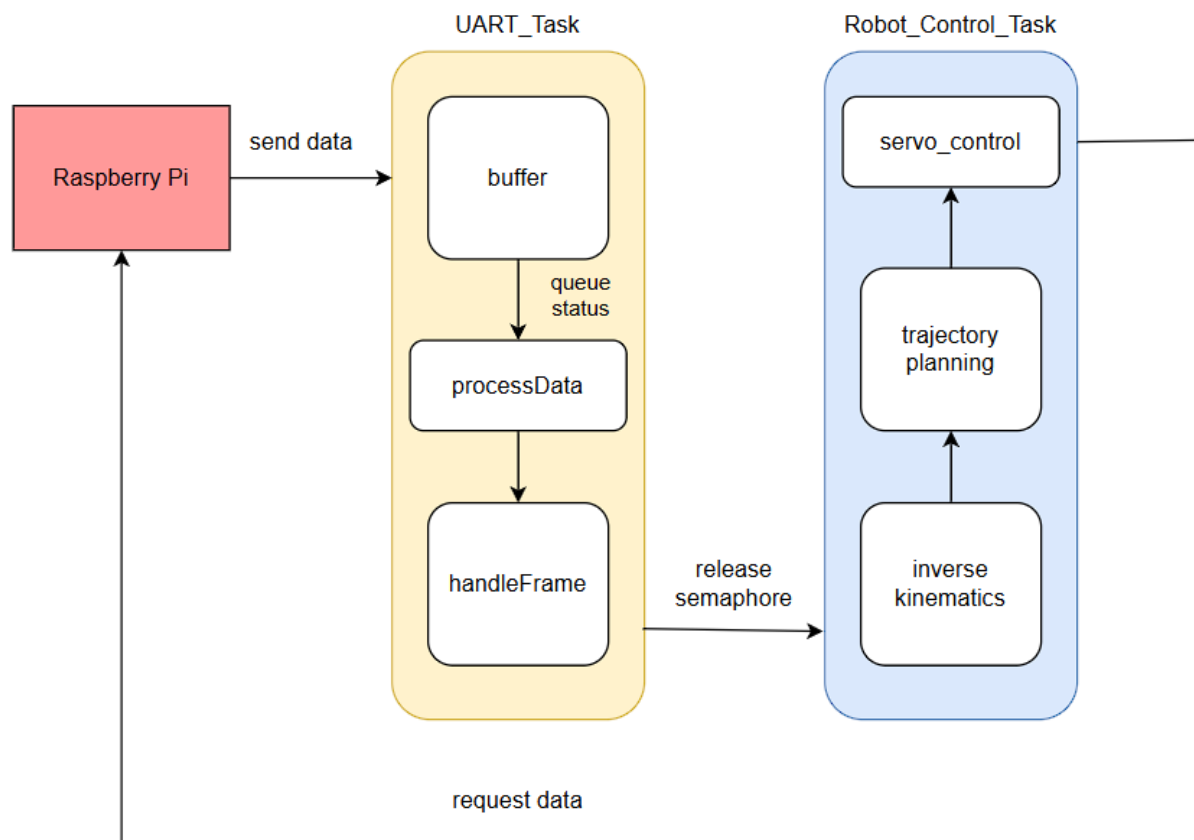 UART_Task
Robot_Control_Task
Raspberry Pi
send data
buffer
queue
status
processData
handleFrame
release
semaphore
servo_control
trajectory
planning
inverse
kinematics
request data